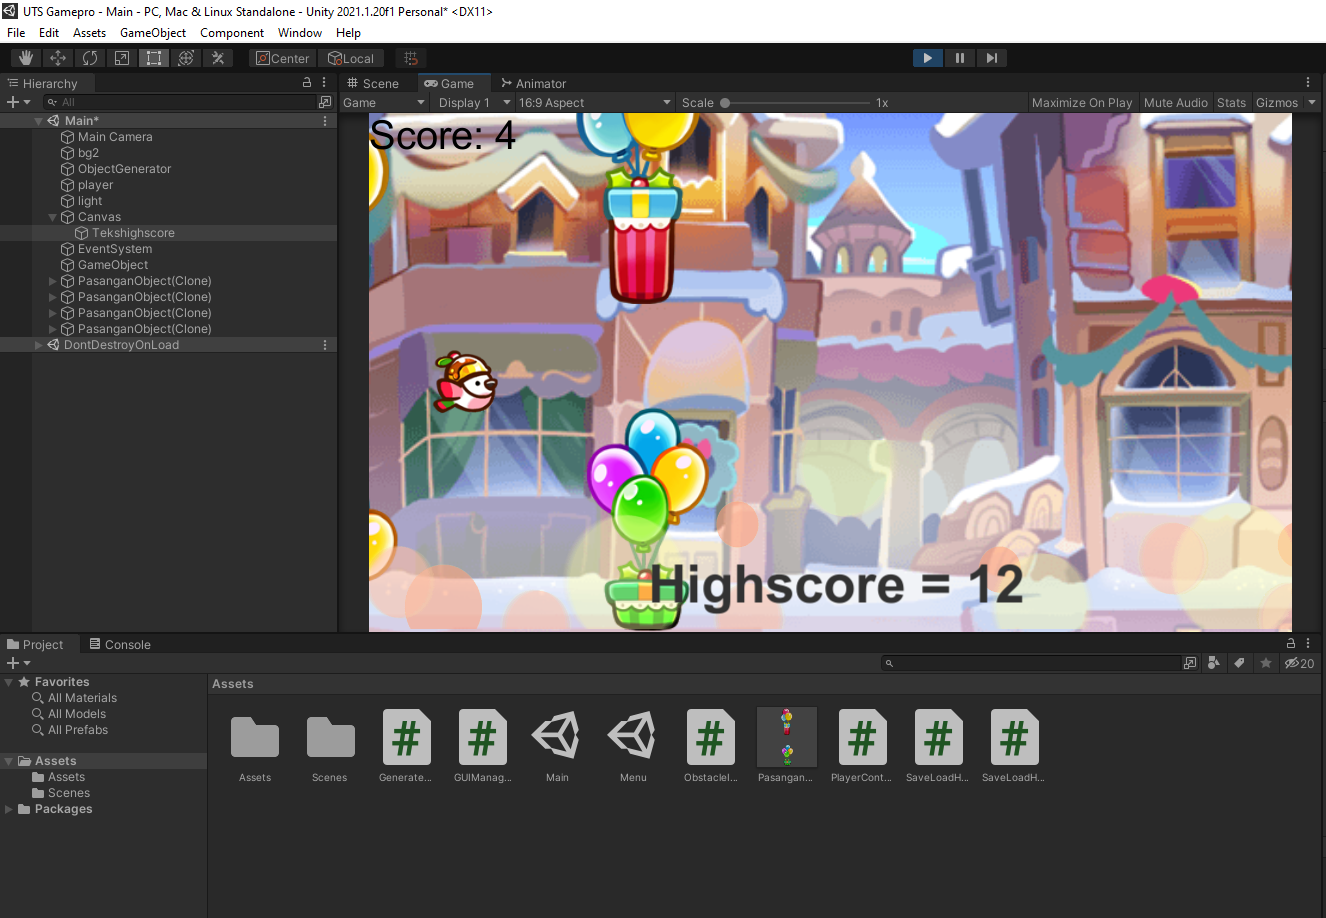 UTS Gamepro - Main - PC, Mac & Linux Standalone - Unity 2021.1.20f1 Personal* <DX11>
File Edit Assets GameObject Component Window Help
Center Local
Hierarchy
All
Main*
Main Camera
bg2
ObjectGenerator
player
light
Canvas
Tekshighscore
EventSystem
GameObject
PasanganObject(Clone)
PasanganObject(Clone)
PasanganObject(Clone)
PasanganObject(Clone)
DontDestroyOnLoad
Scene Game Animator
Game Display 1 16:9 Aspect Scale 1x Maximize On Play Mute Audio Stats Gizmos
Score: 4
Highscore = 12
Project Console
20
Favorites
All Materials
All Models
All Prefabs
Assets
Assets
Scenes
Packages
Assets
Assets Scenes Generate... GUIManag... Main Menu ObstacleI... Pasangan... PlayerCont... SaveLoadH... SaveLoadH...